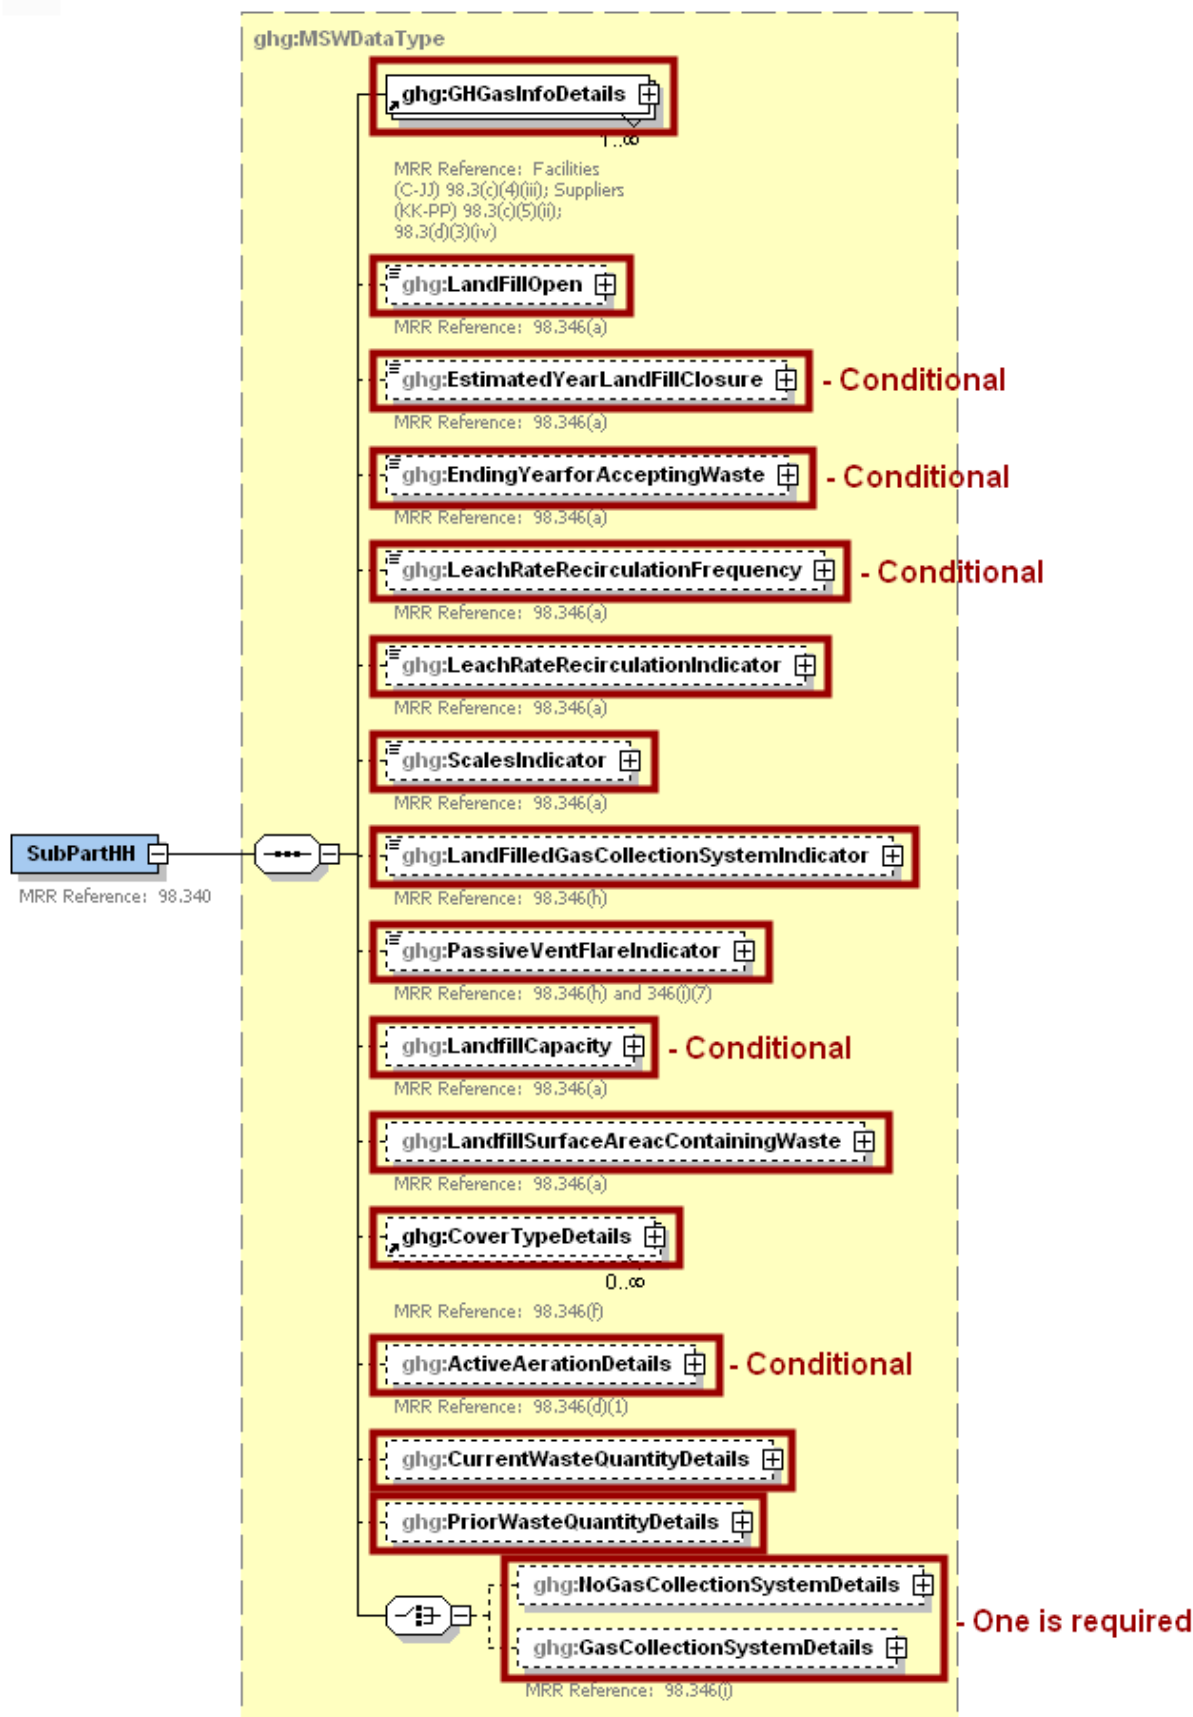 ghg:MSWDataType
ghg:GHGasInfoDetails
1..∞
MRR Reference: Facilities
(C-JJ) 98.3(c)(4)(iii); Suppliers
(KK-PP) 98.3(c)(5)(ii);
98.3(d)(3)(iv)
ghg:LandFillOpen
MRR Reference: 98.346(a)
ghg:EstimatedYearLandFillClosure - Conditional
MRR Reference: 98.346(a)
ghg:EndingYearforAcceptingWaste - Conditional
MRR Reference: 98.346(a)
ghg:LeachRateRecirculationFrequency - Conditional
MRR Reference: 98.346(a)
ghg:LeachRateRecirculationIndicator
MRR Reference: 98.346(a)
ghg:ScalesIndicator
MRR Reference: 98.346(a)
SubPartHH
MRR Reference: 98.340
ghg:LandFilledGasCollectionSystemIndicator
MRR Reference: 98.346(h)
ghg:PassiveVentFlareIndicator
MRR Reference: 98.346(h) and 346(i)(7)
ghg:LandfillCapacity - Conditional
MRR Reference: 98.346(a)
ghg:LandfillSurfaceAreacContainingWaste
MRR Reference: 98.346(a)
ghg:CoverTypeDetails
0..∞
MRR Reference: 98.346(f)
ghg:ActiveAerationDetails - Conditional
MRR Reference: 98.346(d)(1)
ghg:CurrentWasteQuantityDetails
ghg:PriorWasteQuantityDetails
ghg:NoGasCollectionSystemDetails
- One is required
ghg:GasCollectionSystemDetails
MRR Reference: 98.346(i)